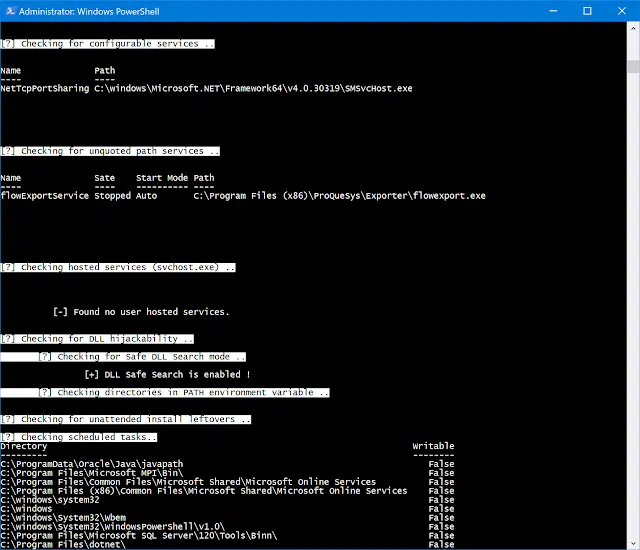 Administrator: Windows PowerShell
[?] Checking for configurable services ..
Name Path
---- ----
NetTcpPortSharing C:\windows\Microsoft.NET\Framework64\v4.0.30319\SMSvcHost.exe
[?] Checking for unquoted path services ..
Name Sate Start Mode Path
---- ---- ---------- ----
flowExportService Stopped Auto C:\Program Files (x86)\ProQueSys\Exporter\flowexport.exe
[?] Checking hosted services (svchost.exe) ..
[-] Found no user hosted services.
[?] Checking for DLL hijackability ..
[?] Checking for Safe DLL Search mode ..
[+] DLL Safe Search is enabled !
[?] Checking directories in PATH environment variable ..
[?] Checking for unattended install leftovers ..
[?] Checking scheduled tasks..
Directory Writable
--------- --------
C:\ProgramData\Oracle\Java\javapath False
C:\Program Files\Microsoft MPI\Bin\ False
C:\Program Files\Common Files\Microsoft Shared\Microsoft Online Services False
C:\Program Files (x86)\Common Files\Microsoft Shared\Microsoft Online Services False
C:\windows\system32 False
C:\windows False
C:\windows\System32\Wbem False
C:\windows\System32\WindowsPowerShell\v1.0\ False
C:\Program Files\Microsoft SQL Server\120\Tools\Binn\ False
C:\Program Files\dotnet\ False